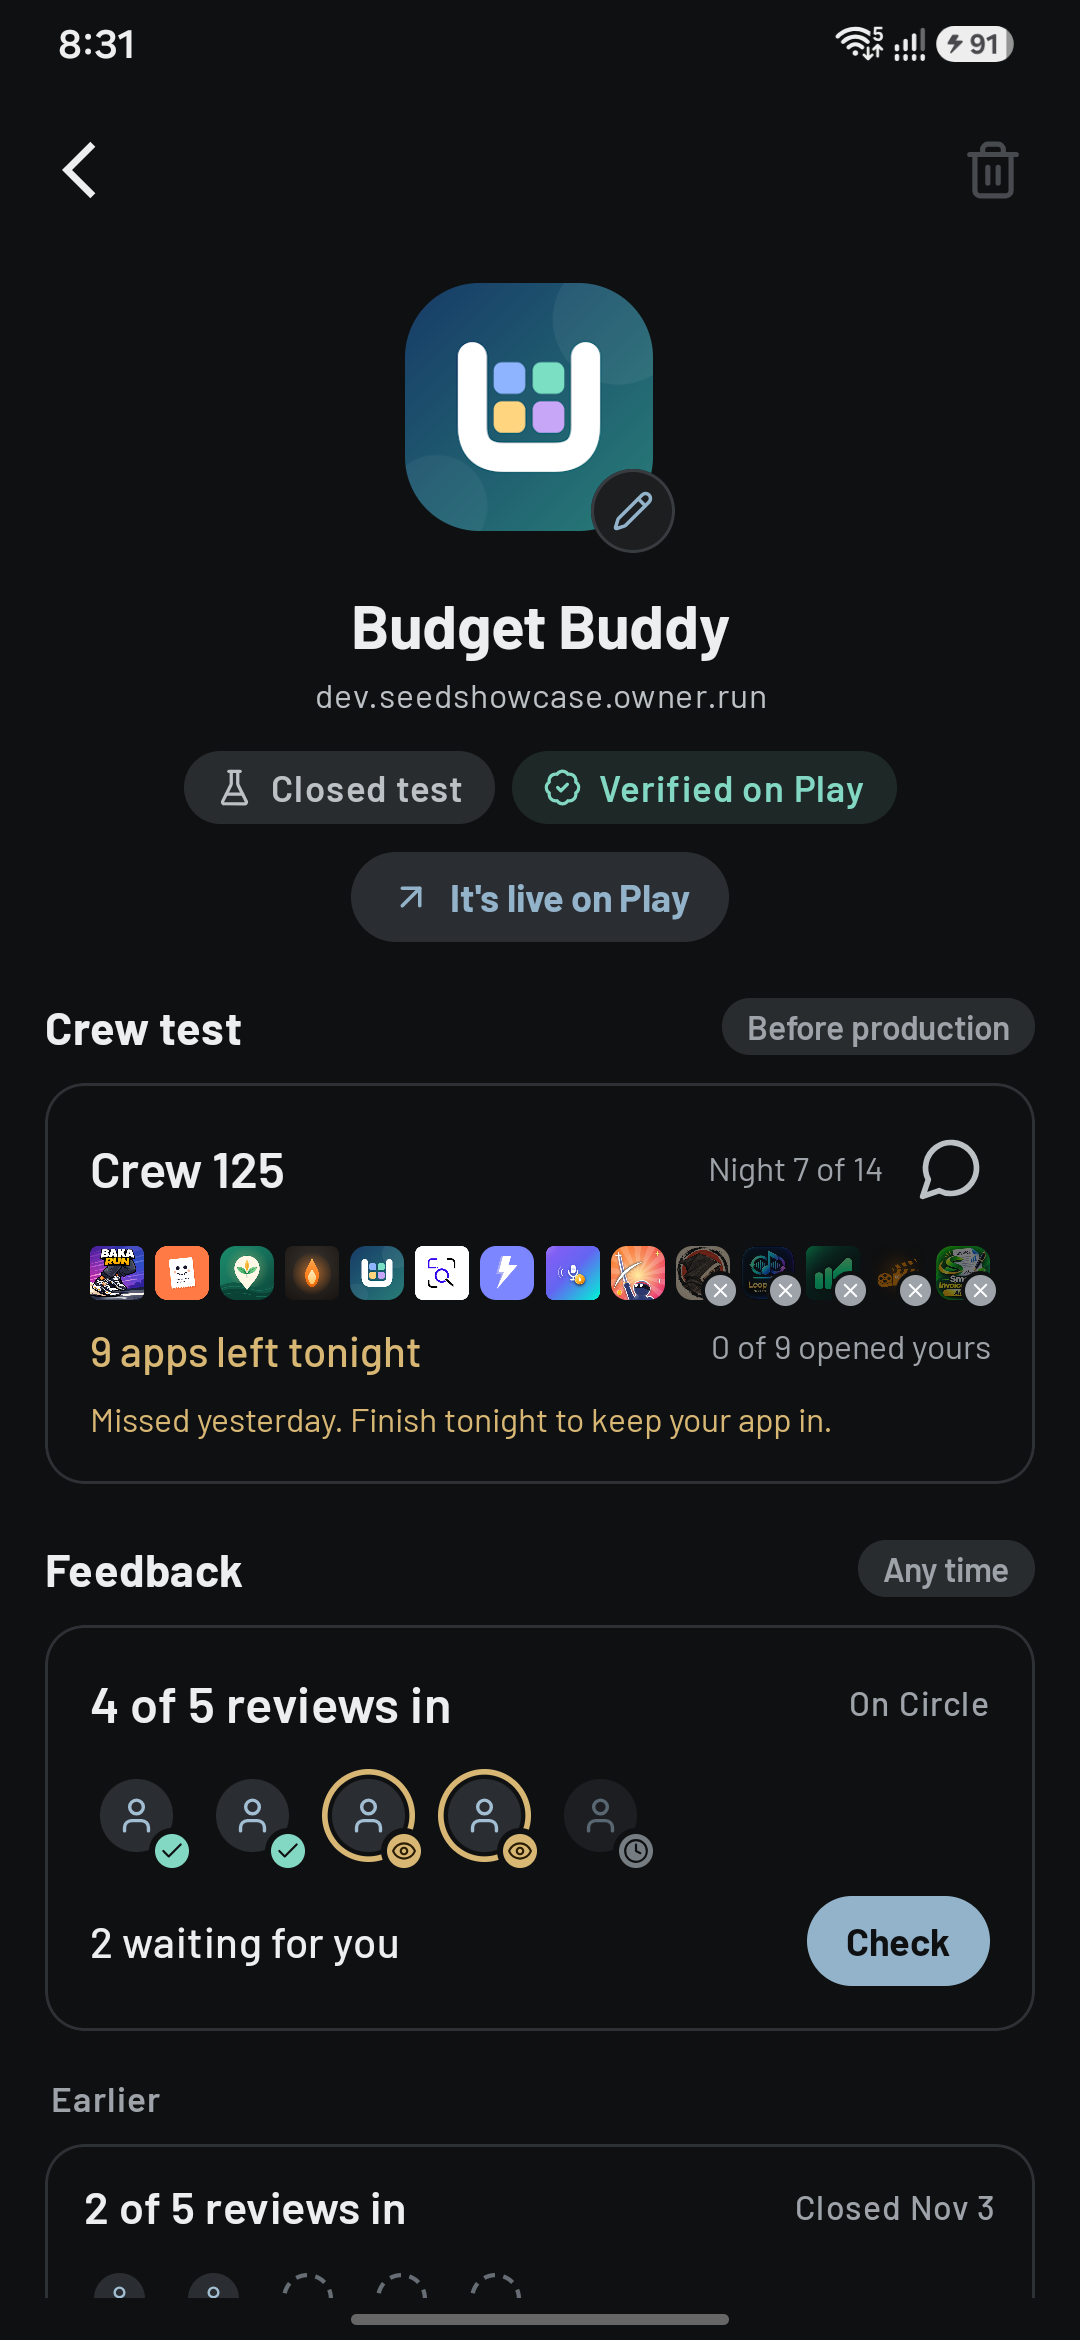 8:31
5
91
Budget Buddy
dev.seedshowcase.owner.run
Closed test
Verified on Play
It's live on Play
Crew test
Before production
Crew 125
Night 7 of 14
BAKA
RUN
9 apps left tonight
0 of 9 opened yours
Missed yesterday. Finish tonight to keep your app in.
Feedback
Any time
4 of 5 reviews in
On Circle
2 waiting for you
Check
Earlier
2 of 5 reviews in
Closed Nov 3